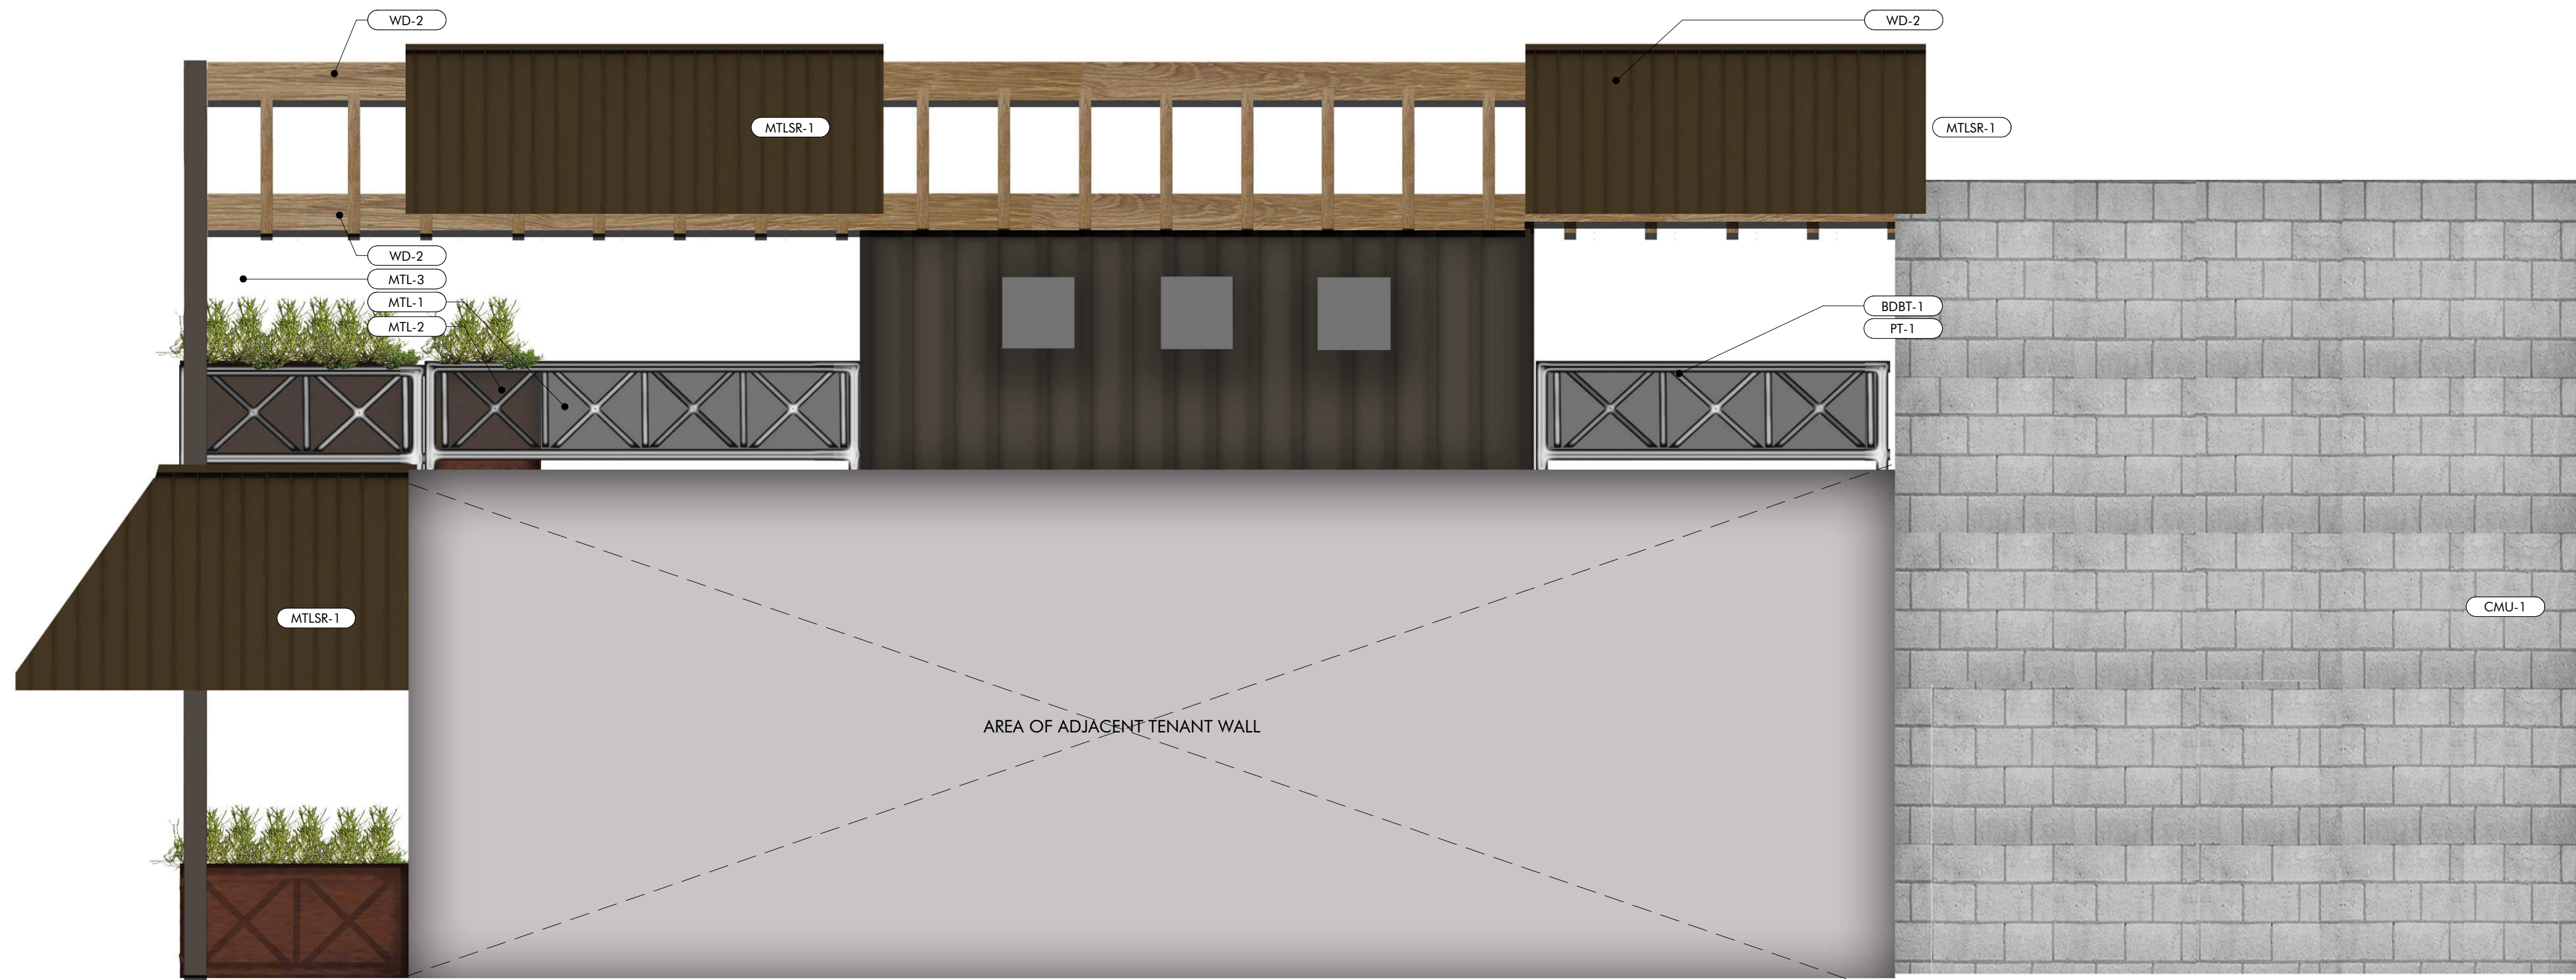 WD-2
WD-2
MTLSR-1
MTLSR-1
WD-2
MTL-3
MTL-1
MTL-2
BDBT-1
PT-1
MTLSR-1
CMU-1
AREA OF ADJACENT TENANT WALL